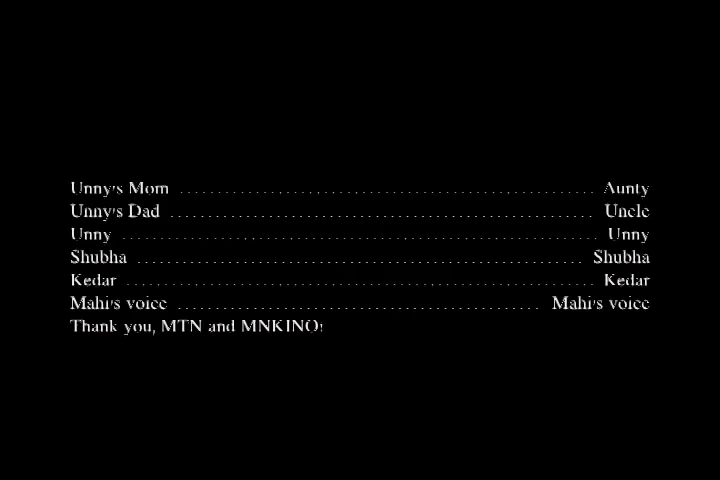 Unny's Mom ........................................................ Aunty
Unny's Dad ......................................................... Uncle
Unny ................................................................ Unny
Shubha ............................................................ Shubha
Kedar ............................................................... Kedar
Mahi's voice ................................................. Mahi's voice
Thank you, MTN and MNKINO!